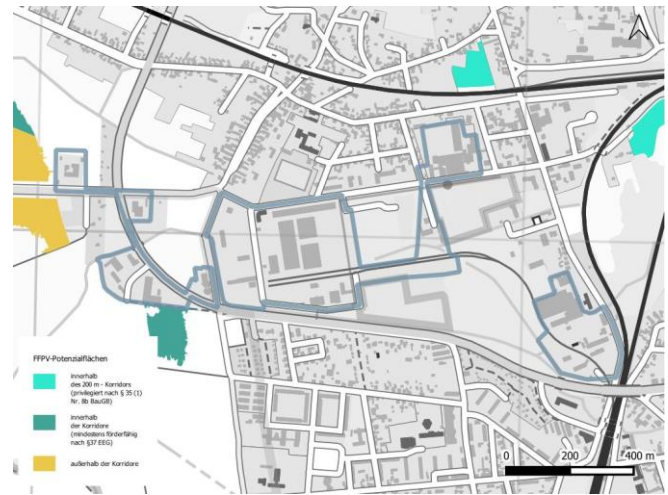 FFPV-Potenzialflächen
innerhalb
des 200 m - Korridors
(privilegiert nach § 35 (1)
Nr. 8b BauGB)
innerhalb
der Korridore
(mindestens förderfähig
nach §37 EEG)
außerhalb der Korridore
0 200 400 m